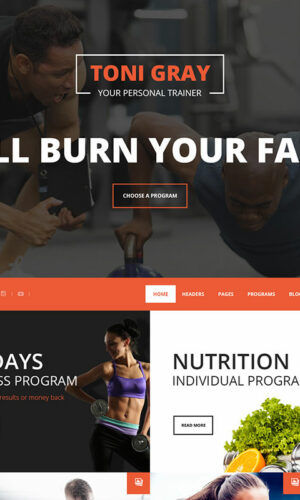 TONI GRAY
YOUR PERSONAL TRAINER
LL BURN YOUR FA
CHOOSE A PROGRAM
HOME HEADERS PAGES PROGRAMS BLO
DAYS
SS PROGRAM
results or money back
NUTRITION
INDIVIDUAL PROGRA
READ MORE